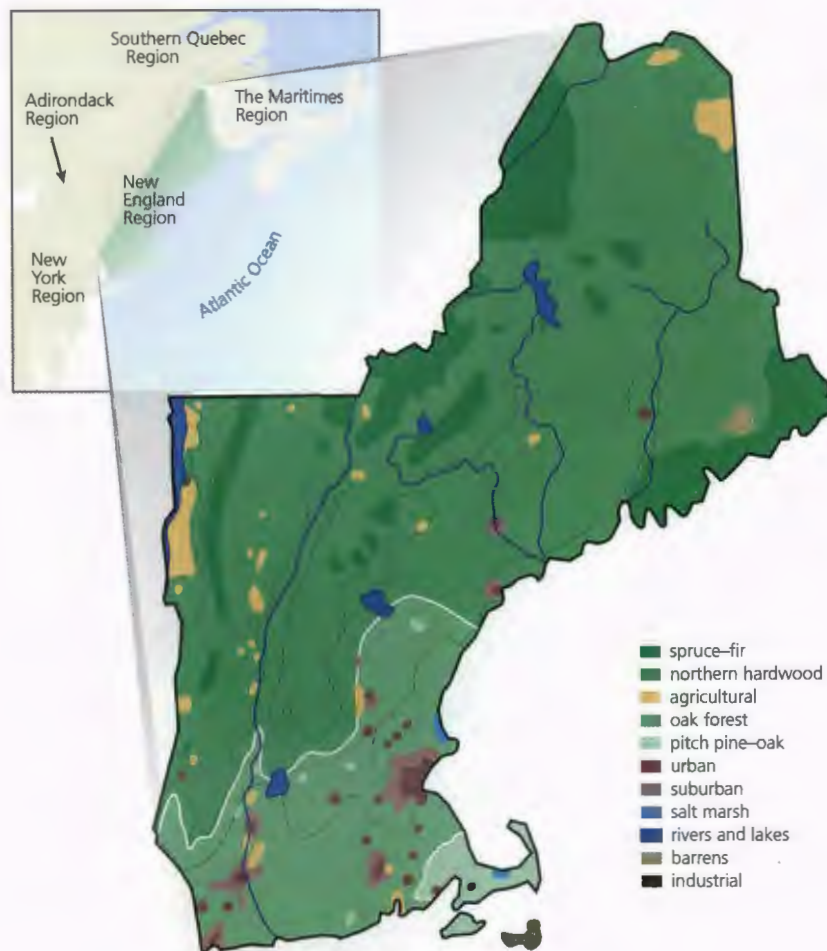 Southern Quebec
Region
Adirondack
Region
The Maritimes
Region
New
England
Region
New
York
Region
Atlantic Ocean
spruce–fir
northern hardwood
agricultural
oak forest
pitch pine–oak
urban
suburban
salt marsh
rivers and lakes
barrens
industrial